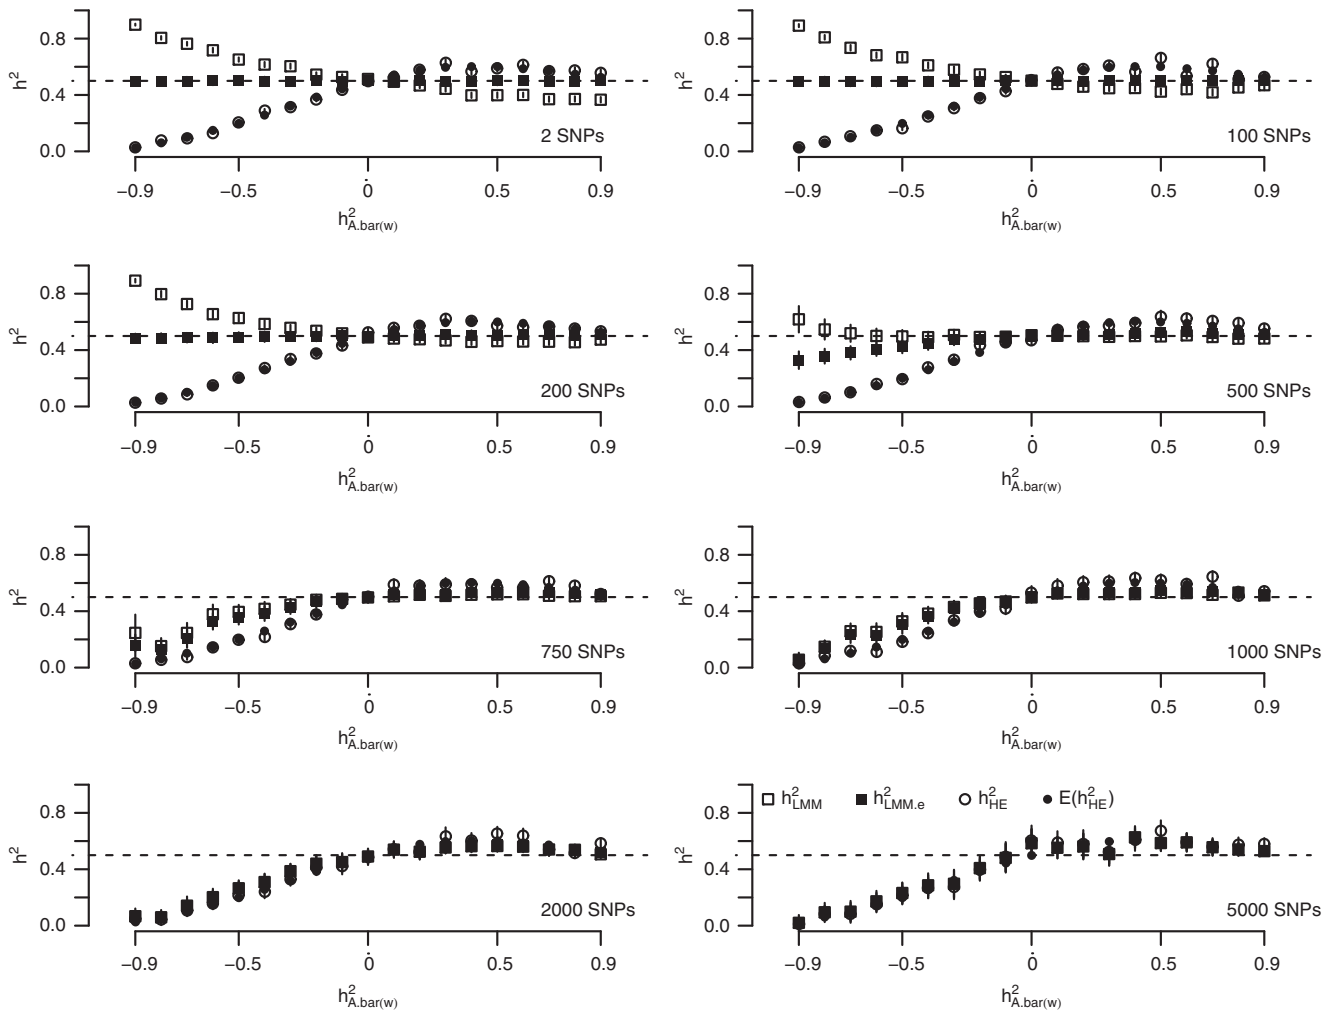 h²
0.8
0.4
0.0
2 SNPs
−0.9 −0.5 0 0.5 0.9
h²A.bar(w)
h²
0.8
0.4
0.0
100 SNPs
−0.9 −0.5 0 0.5 0.9
h²A.bar(w)
h²
0.8
0.4
0.0
200 SNPs
−0.9 −0.5 0 0.5 0.9
h²A.bar(w)
h²
0.8
0.4
0.0
500 SNPs
−0.9 −0.5 0 0.5 0.9
h²A.bar(w)
h²
0.8
0.4
0.0
750 SNPs
−0.9 −0.5 0 0.5 0.9
h²A.bar(w)
h²
0.8
0.4
0.0
1000 SNPs
−0.9 −0.5 0 0.5 0.9
h²A.bar(w)
h²
0.8
0.4
0.0
2000 SNPs
−0.9 −0.5 0 0.5 0.9
h²A.bar(w)
h²LMM h²LMM.e h²HE E(h²HE)
h²
0.8
0.4
0.0
5000 SNPs
−0.9 −0.5 0 0.5 0.9
h²A.bar(w)